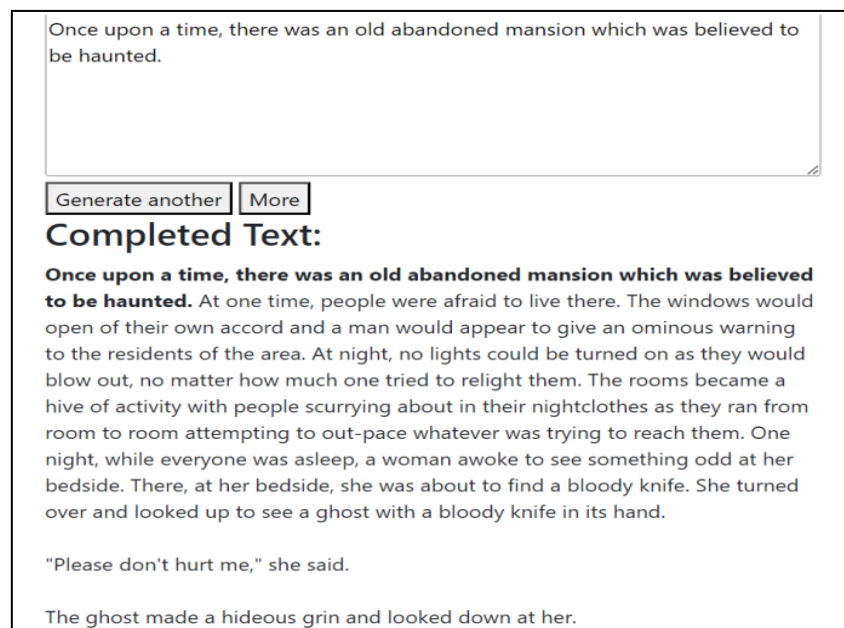 Once upon a time, there was an old abandoned mansion which was believed to
be haunted.
Generate another More
Completed Text:
Once upon a time, there was an old abandoned mansion which was believed
to be haunted. At one time, people were afraid to live there. The windows would
open of their own accord and a man would appear to give an ominous warning
to the residents of the area. At night, no lights could be turned on as they would
blow out, no matter how much one tried to relight them. The rooms became a
hive of activity with people scurrying about in their nightclothes as they ran from
room to room attempting to out-pace whatever was trying to reach them. One
night, while everyone was asleep, a woman awoke to see something odd at her
bedside. There, at her bedside, she was about to find a bloody knife. She turned
over and looked up to see a ghost with a bloody knife in its hand.
"Please don't hurt me," she said.
The ghost made a hideous grin and looked down at her.